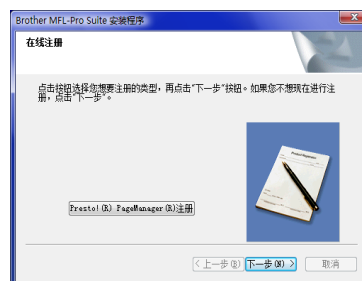 Brother MFL-Pro Suite 安装程序
在线注册
点击按钮选择您想要注册的类型，再点击"下一步"按钮。如果您不想现在进行注
册，点击"下一步"。
Presto!(R) PageManager(R)注册
<上一步(B)
下一步(N) >
取消